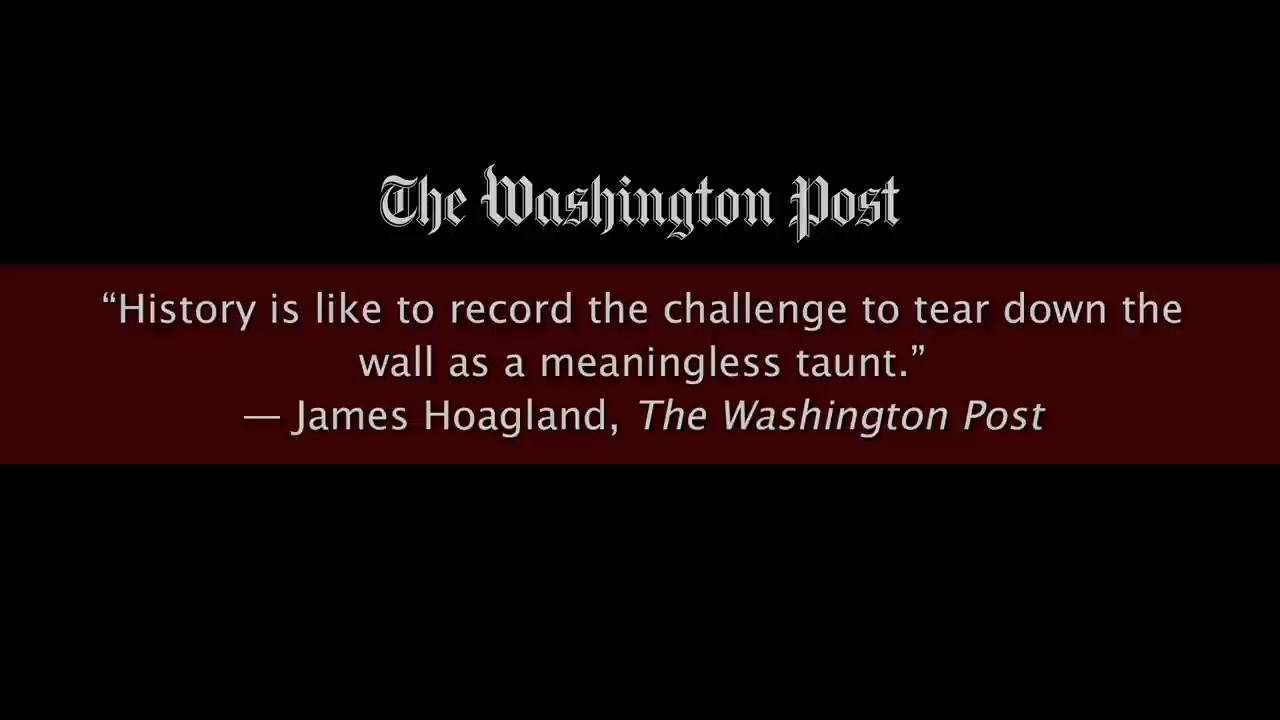 The Washington Post
“History is like to record the challenge to tear down the
wall as a meaningless taunt.”
— James Hoagland, The Washington Post